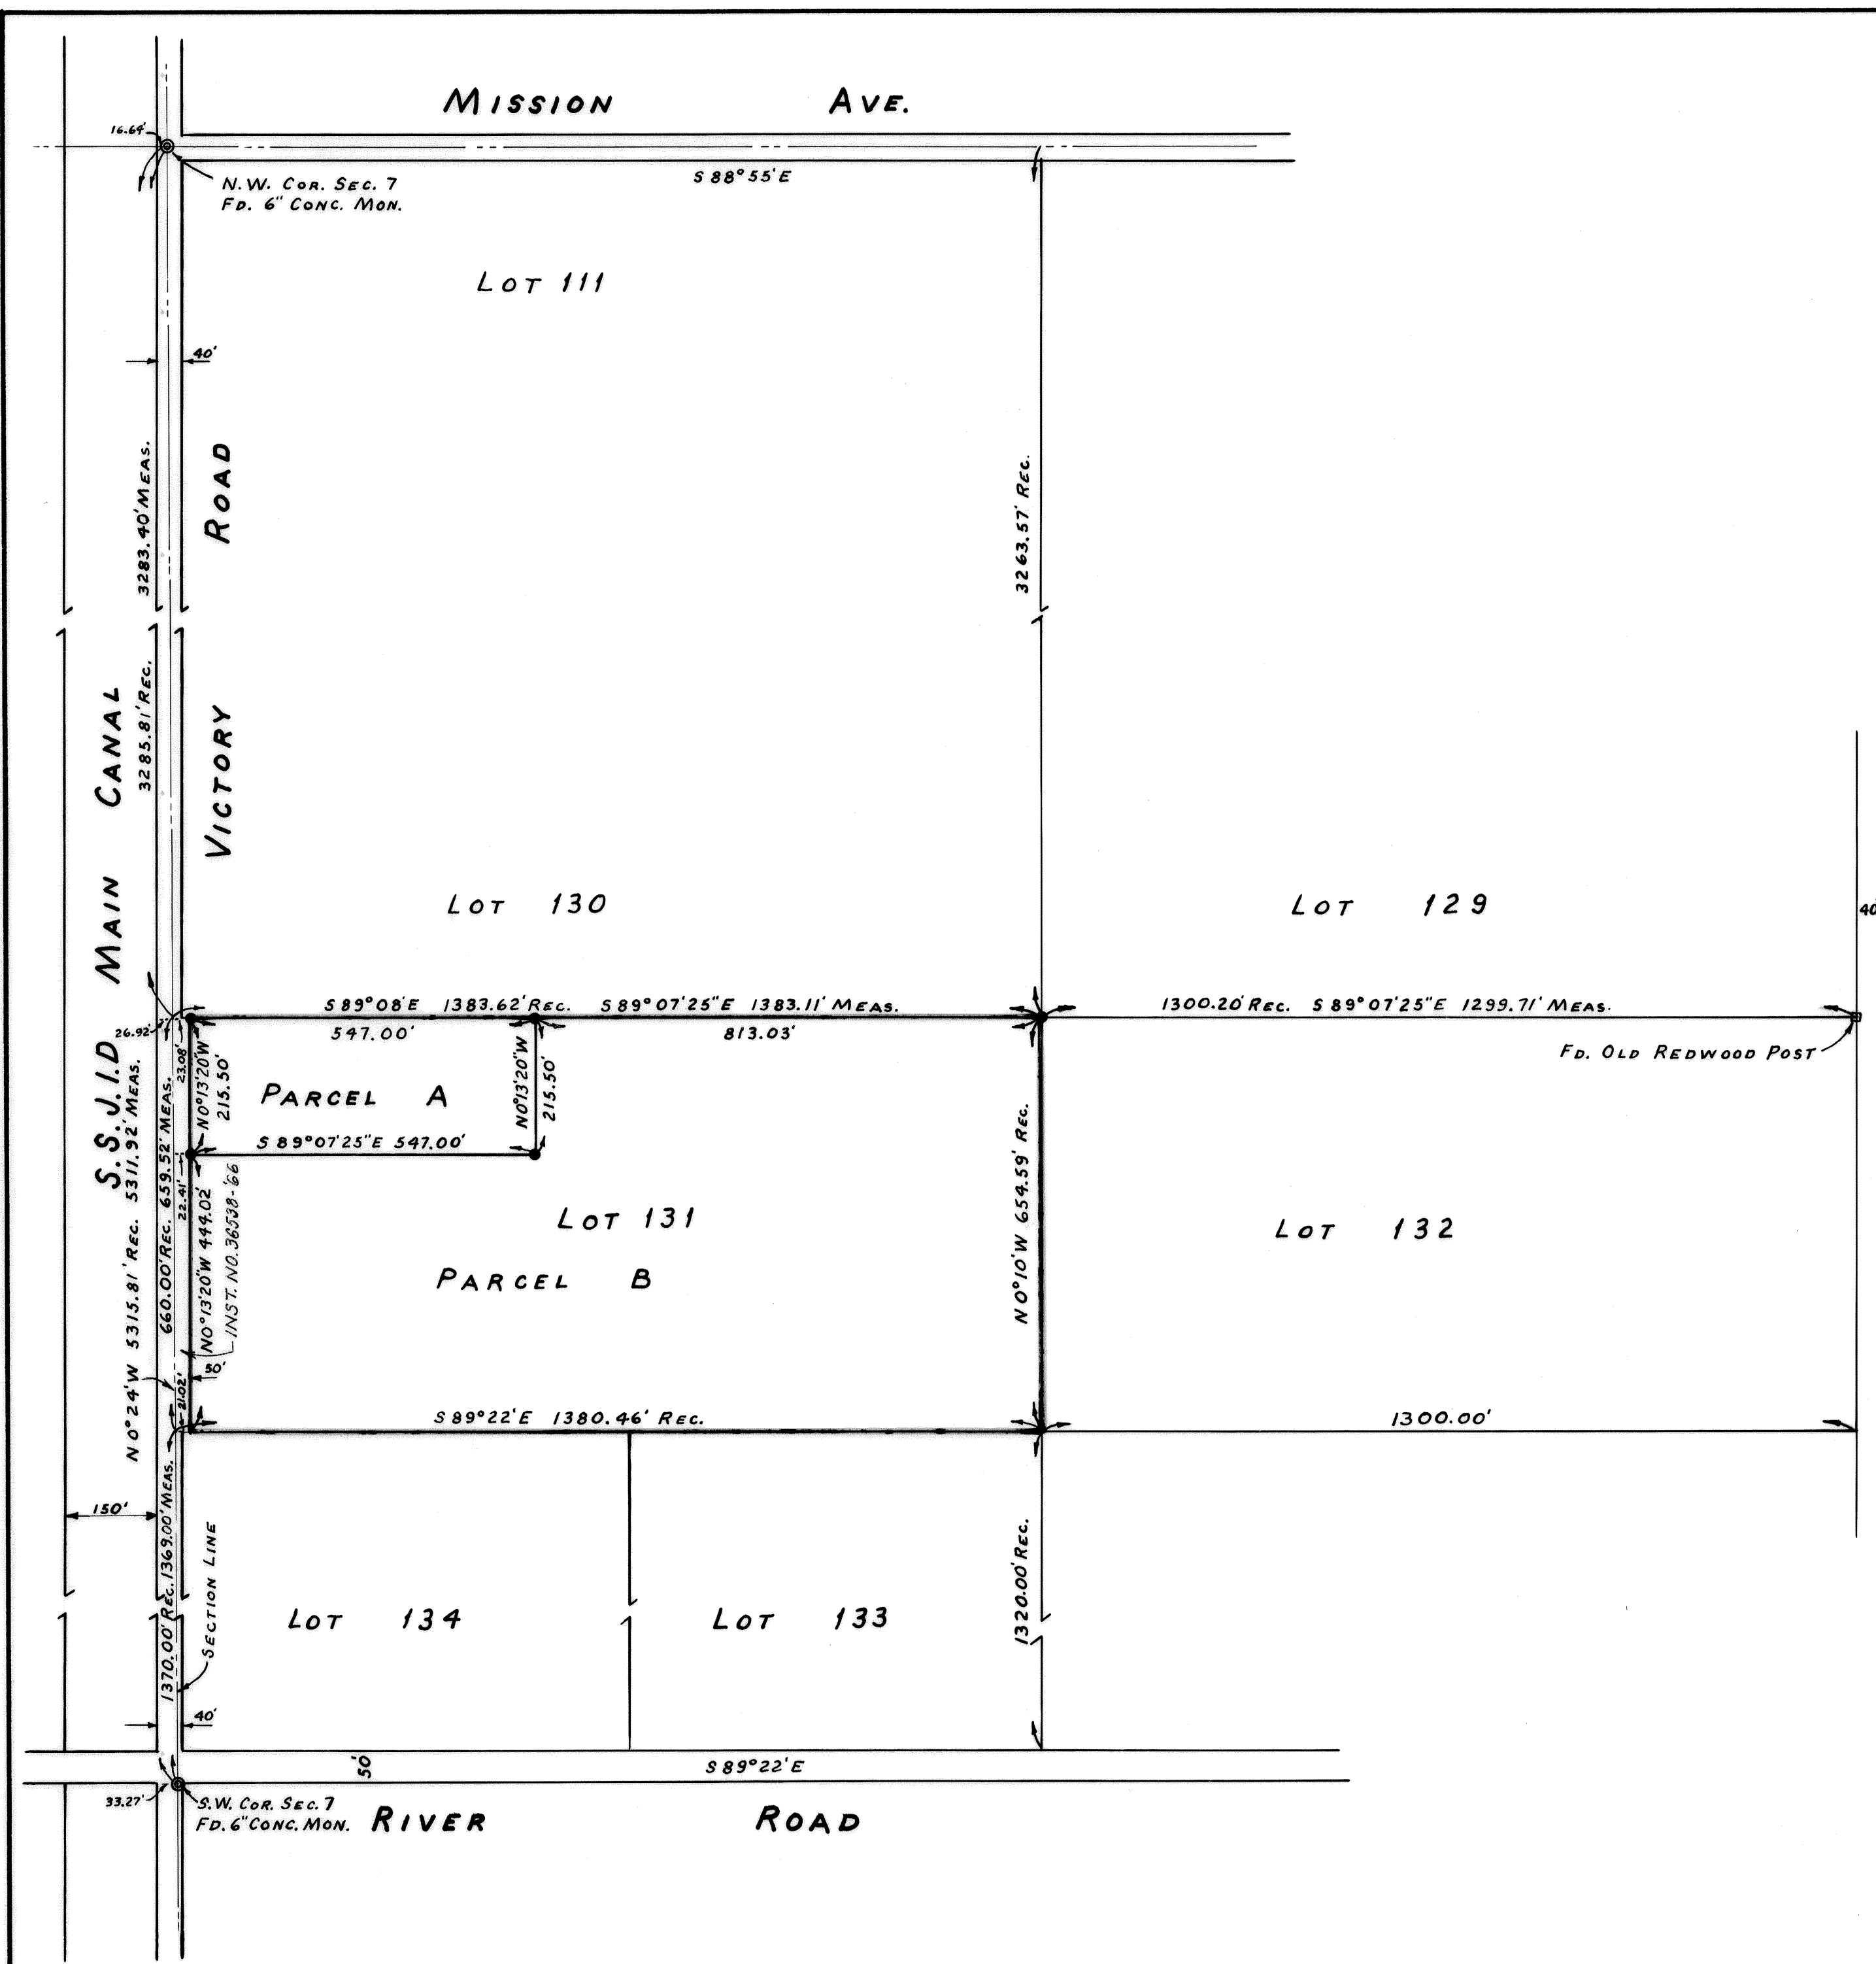 MISSION AVE.
16.64'
S 88°55'E
N.W. COR. SEC. 7
FD. 6" CONC. MON.
LOT 111
40'
3283.40' MEAS.
ROAD
3263.57' REC.
3285.81' REC.
VICTORY
S.S.J.I.D MAIN CANAL
LOT 130
LOT 129
40'
S 89°08'E 1383.62' REC. S 89°07'25"E 1383.11' MEAS.
1300.20' REC. S 89°07'25"E 1299.71' MEAS.
26.92'
23.08'
547.00'
813.03'
FD. OLD REDWOOD POST
N0°13'20"W
215.50'
N0°13'20"W
215.50'
PARCEL A
S 89°07'25"E 547.00'
N 0°24'W 5315.81' REC. 5311.92' MEAS.
660.00' REC. 659.52' MEAS.
22.41'
N0°13'20"W 444.02'
INST. NO. 36538-'66
LOT 131
N 0°10'W 654.59' REC.
LOT 132
PARCEL B
50'
21.02'
S 89°22'E 1380.46' REC.
1300.00'
150'
1370.00' REC. 1369.00' MEAS.
SECTION LINE
LOT 134
LOT 133
1320.00' REC.
40'
50'
S 89°22'E
33.27'
S.W. COR. SEC. 7
FD. 6" CONC. MON.
RIVER ROAD